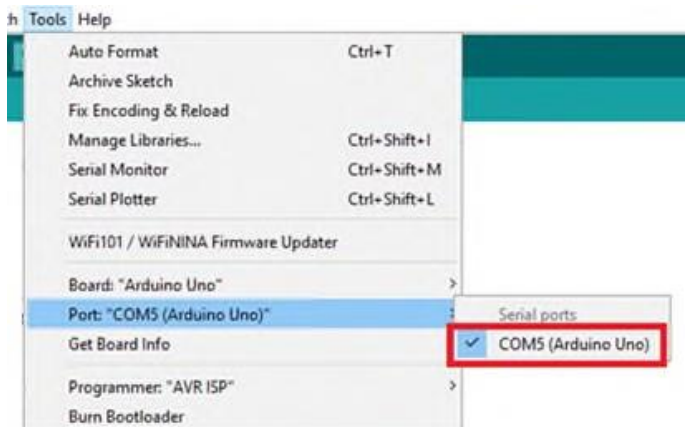 h Tools Help
Auto Format Ctrl+T
Archive Sketch
Fix Encoding & Reload
Manage Libraries... Ctrl+Shift+I
Serial Monitor Ctrl+Shift+M
Serial Plotter Ctrl+Shift+L
WiFi101 / WiFiNINA Firmware Updater
Board: "Arduino Uno"
Port: "COM5 (Arduino Uno)"
Serial ports
Get Board Info
COM5 (Arduino Uno)
Programmer: "AVR ISP"
Burn Bootloader